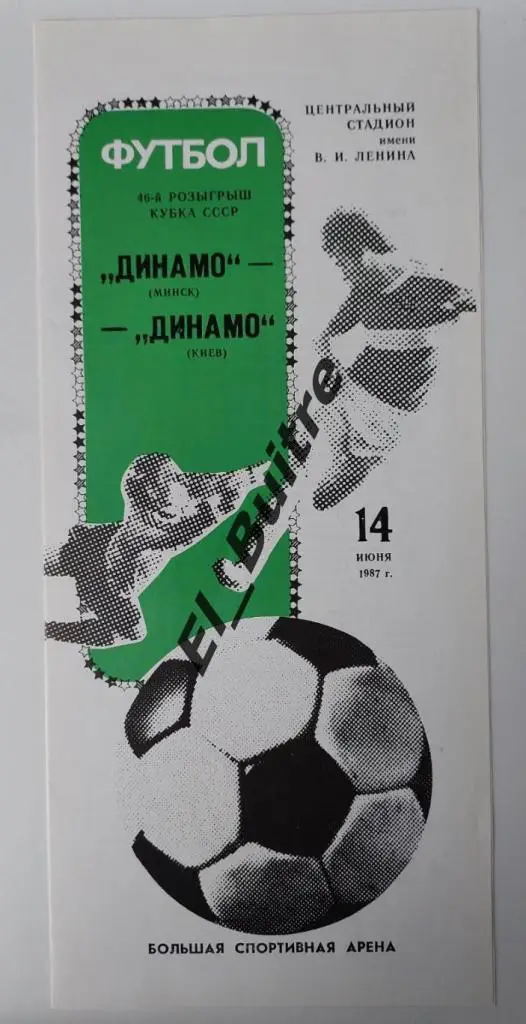 ФУТБОЛ
46-й РОЗЫГРЫШ
КУБКА СССР
„ДИНАМО“ —
(МИНСК)
— „ДИНАМО“
(КИЕВ)
ЦЕНТРАЛЬНЫЙ
СТАДИОН
имени
В. И. ЛЕНИНА
14
ИЮНЯ
1987 г.
El_Buitre
БОЛЬШАЯ СПОРТИВНАЯ АРЕНА